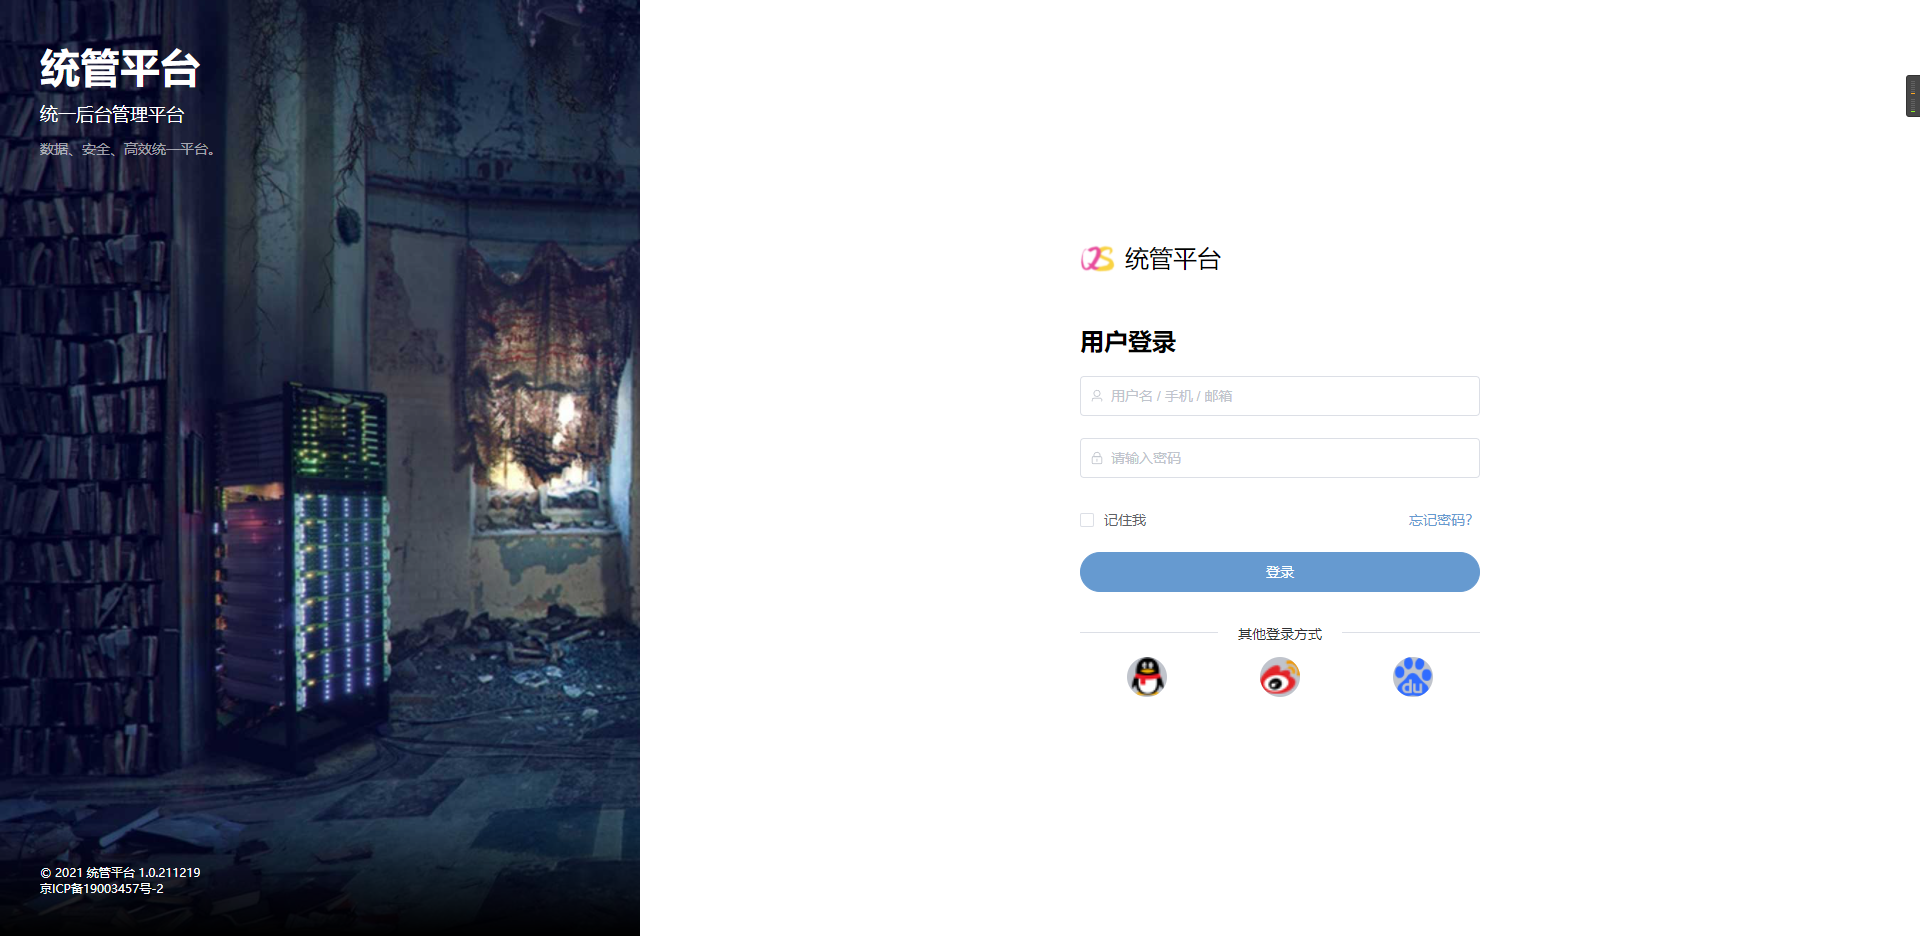 统管平台
统一后台管理平台
数据、安全、高效统一平台。
© 2021 统管平台 1.0.211219
京ICP备19003457号-2
统管平台
用户登录
用户名 / 手机 / 邮箱
请输入密码
记住我
忘记密码?
登录
其他登录方式
du